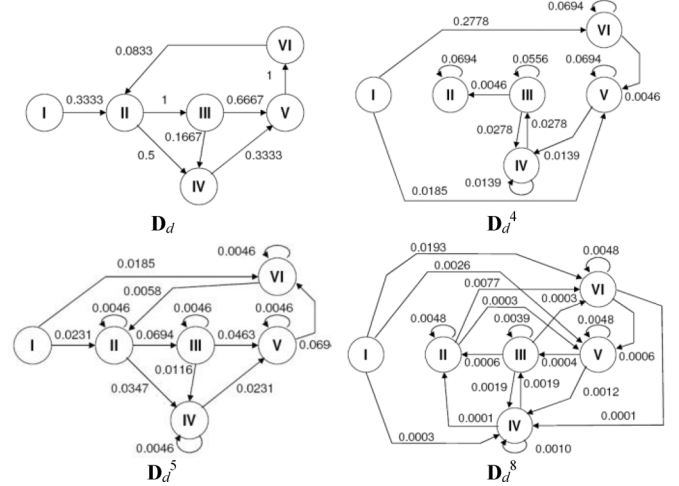 0.0833
VI
1
I
0.3333
II
1
III
0.6667
V
0.1667
0.5
0.3333
IV
D_d
0.0694
0.2778
VI
0.0694
0.0556
0.0694
I
II
0.0046
III
V
0.0046
0.0278
0.0278
0.0139
IV
0.0139
0.0185
D_d^4
0.0046
0.0185
VI
0.0058
0.0046
0.0046
0.0046
I
0.0231
II
0.0694
III
0.0463
V
0.069
0.0116
0.0347
0.0231
IV
0.0046
D_d^5
0.0193
0.0048
0.0026
VI
0.0077
0.0003
0.0003
0.0048
0.0039
0.0048
I
II
0.0006
III
0.0004
V
0.0006
0.0019
0.0019
0.0012
0.0001
0.0001
0.0003
IV
0.0010
D_d^8